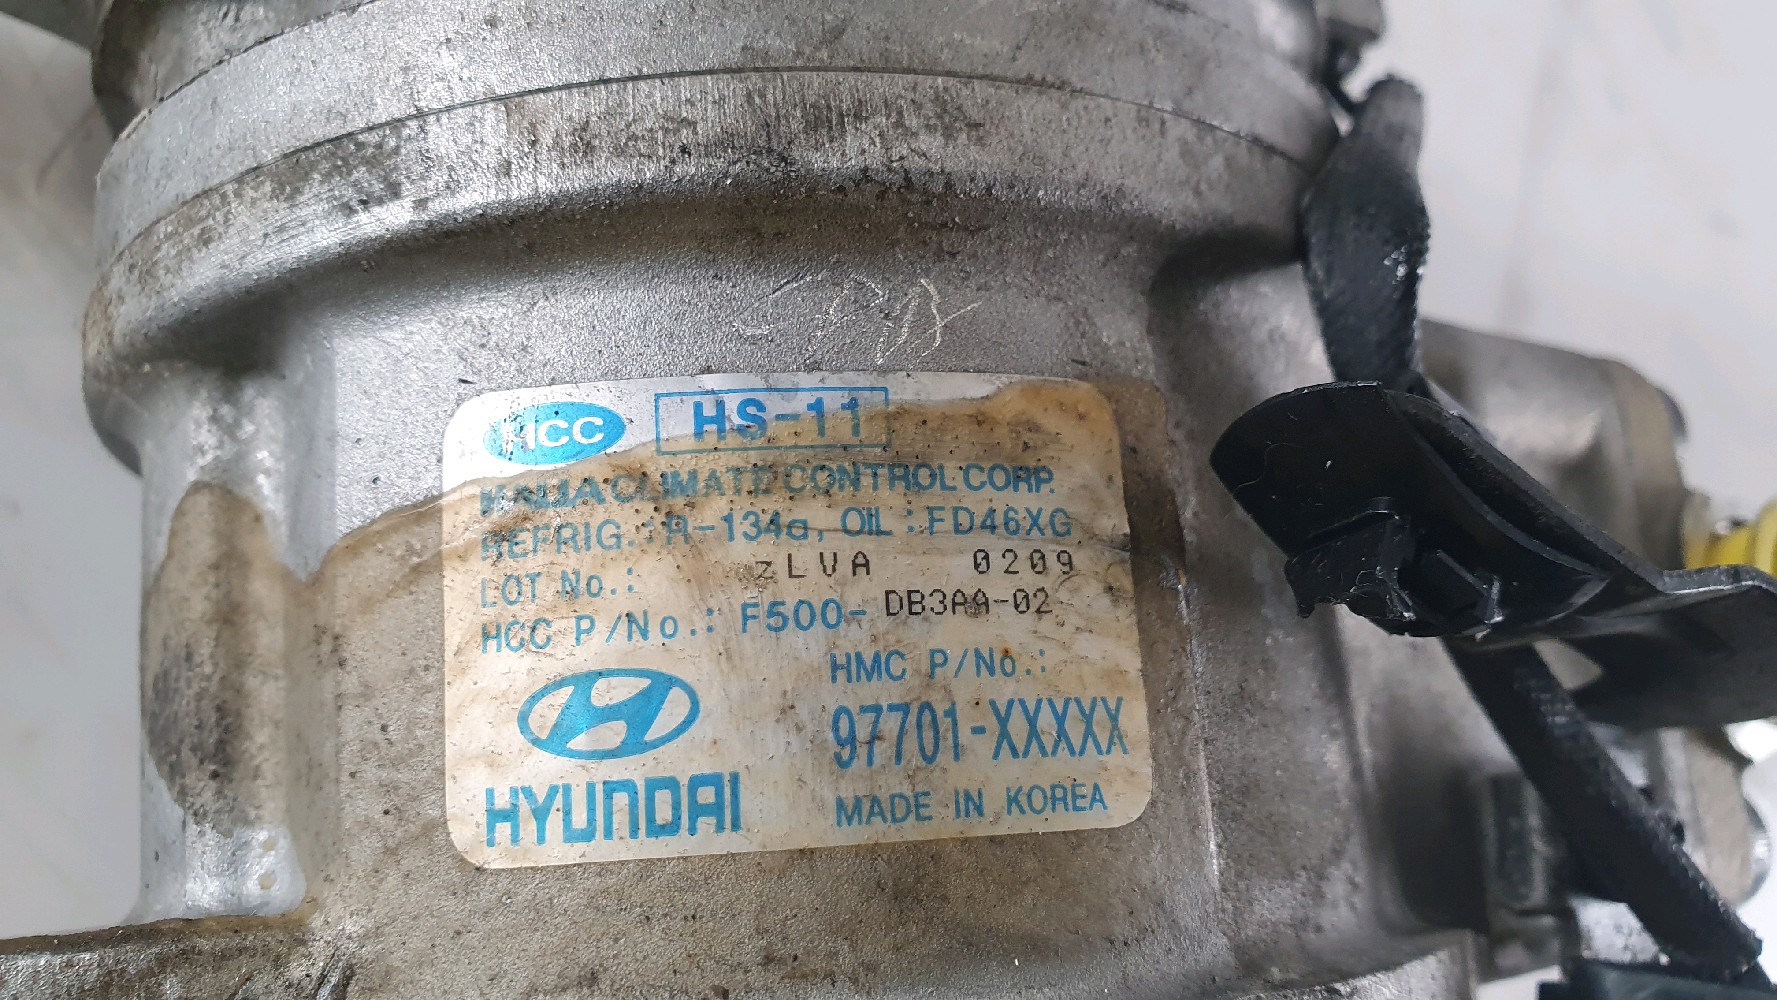 HCC HS-11
HALLA CLIMATE CONTROL CORP.
REFRIG.: R-134a, OIL : FD46XG
LOT No.: zLVA 0209
HCC P/No.: F500-DB3AA-02
HMC P/No.:
97701-XXXXX
HYUNDAI
MADE IN KOREA